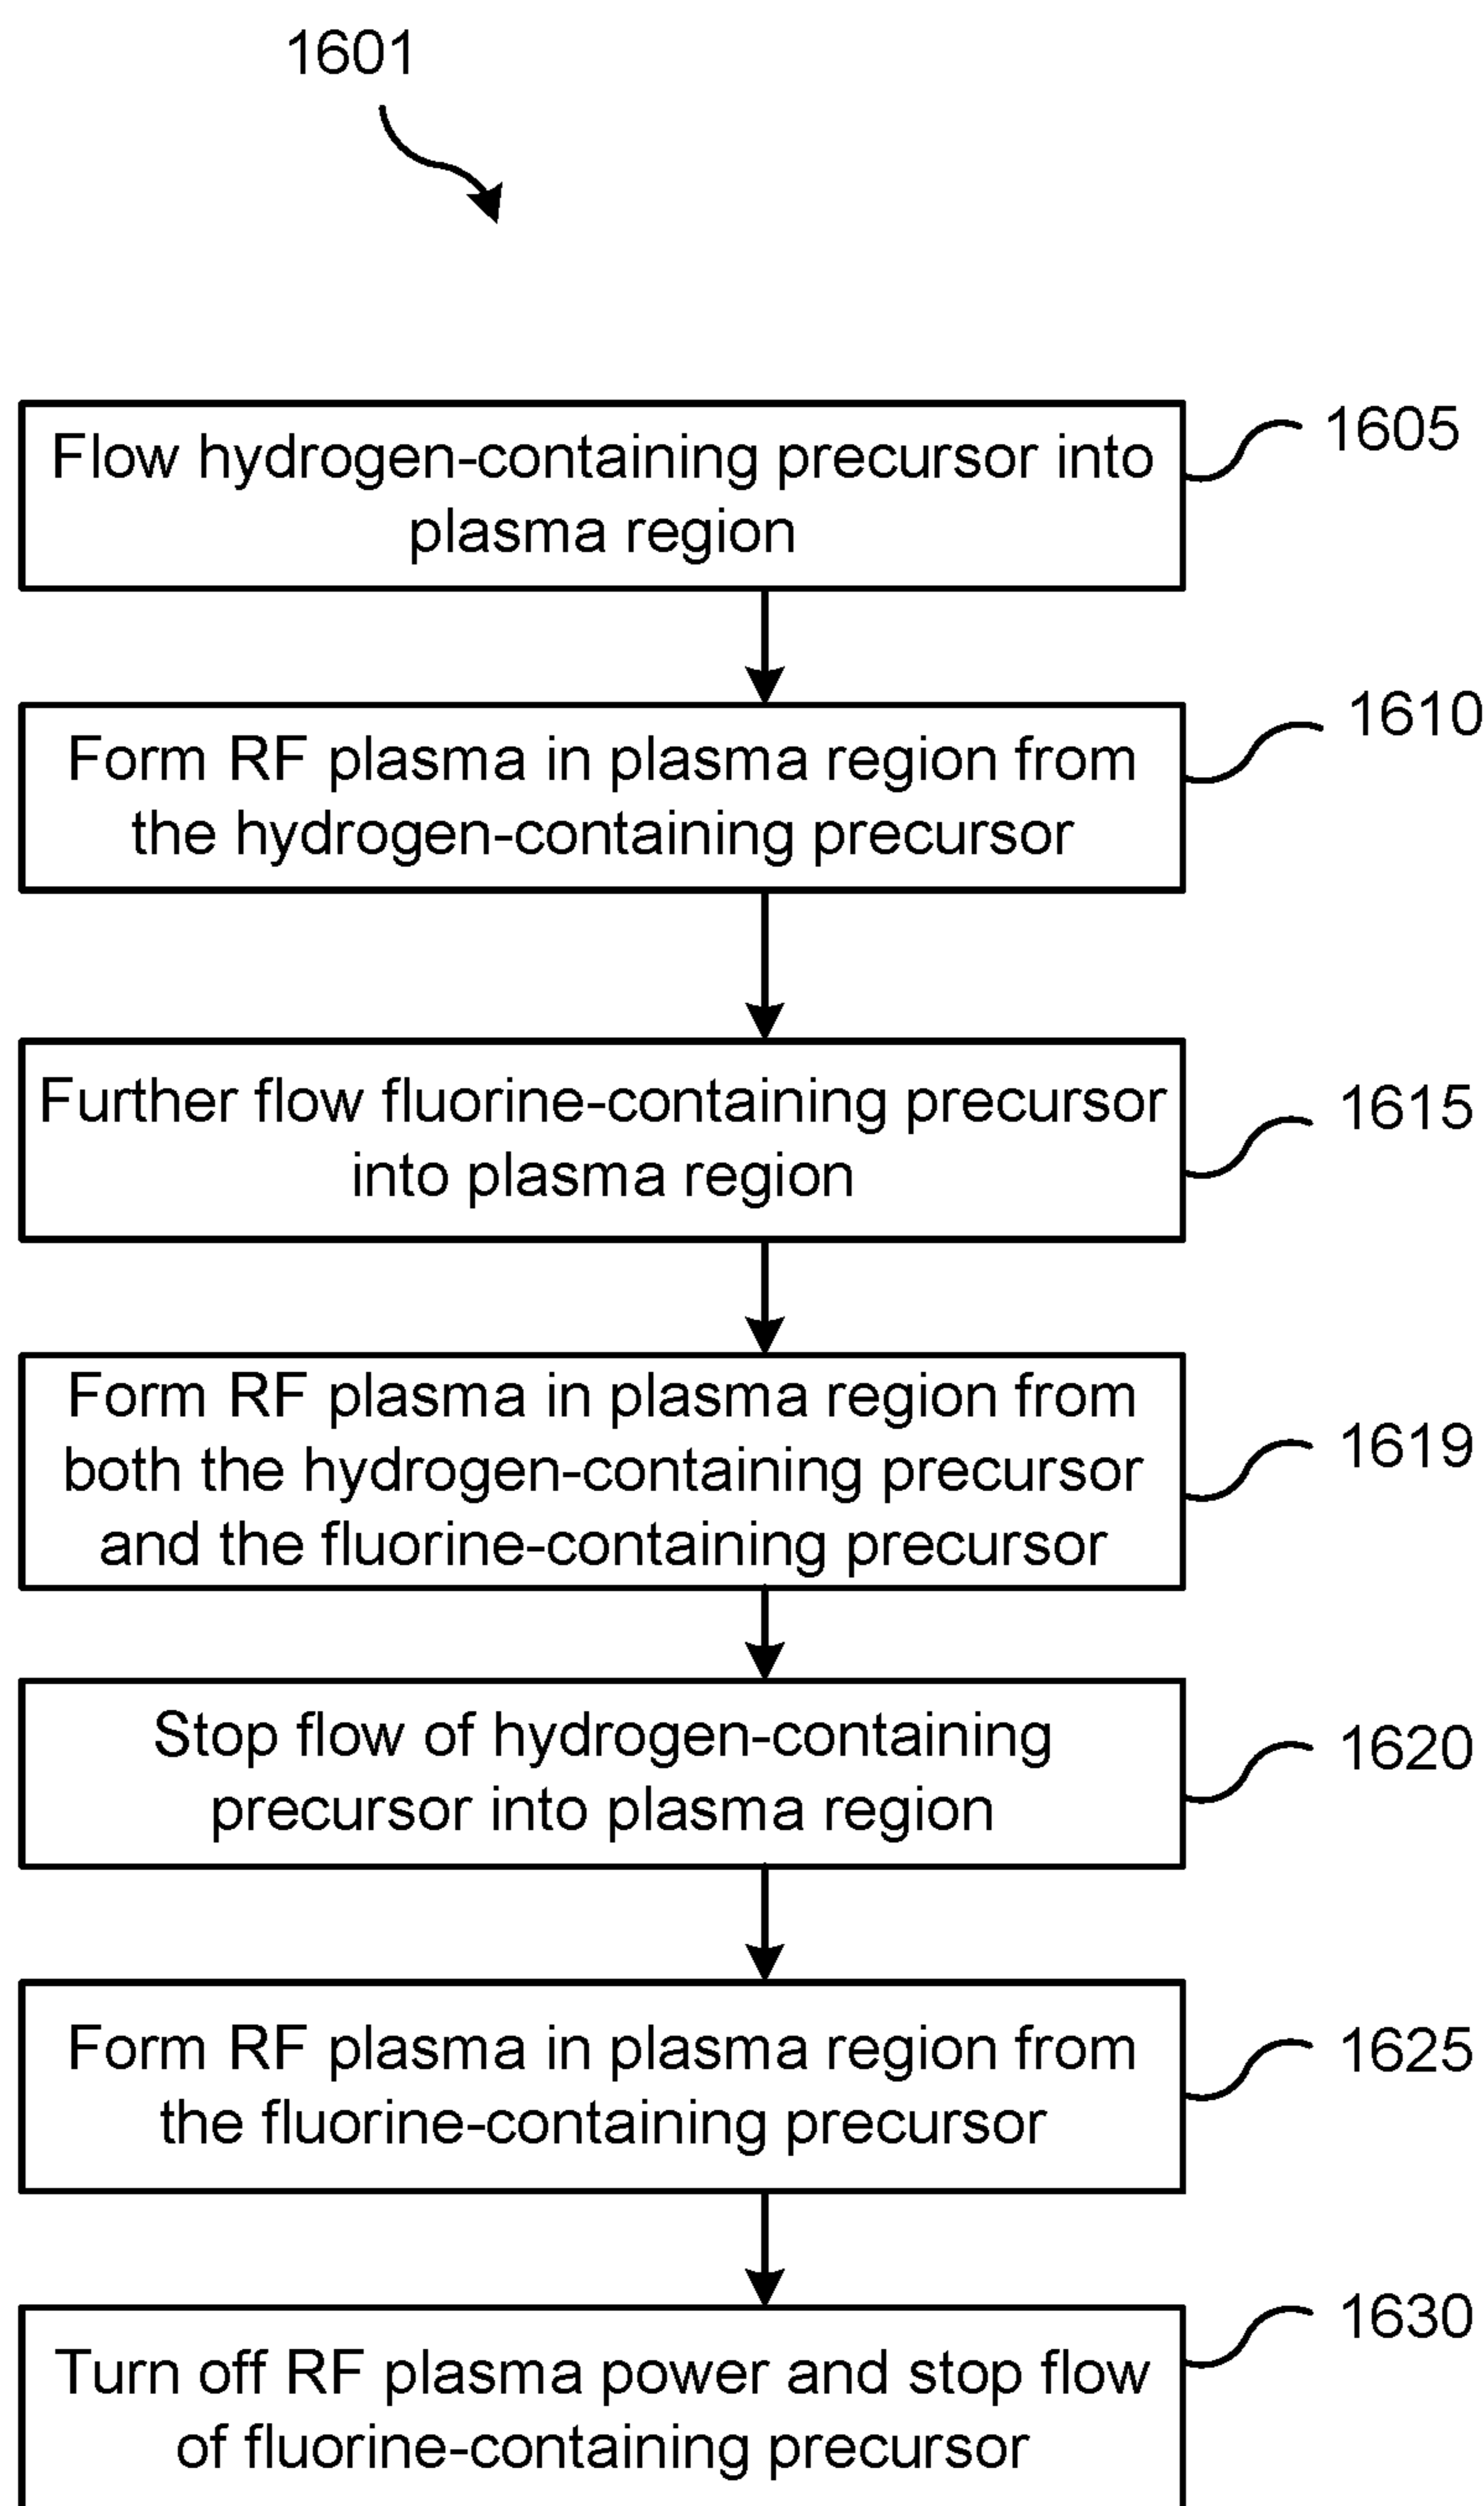 1601
Flow hydrogen-containing precursor into
plasma region
1605
Form RF plasma in plasma region from
the hydrogen-containing precursor
1610
Further flow fluorine-containing precursor
into plasma region
1615
Form RF plasma in plasma region from
both the hydrogen-containing precursor
and the fluorine-containing precursor
1619
Stop flow of hydrogen-containing
precursor into plasma region
1620
Form RF plasma in plasma region from
the fluorine-containing precursor
1625
Turn off RF plasma power and stop flow
of fluorine-containing precursor
1630